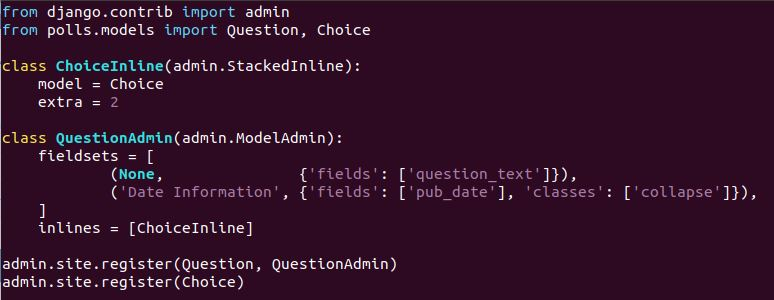 from django.contrib import admin
from polls.models import Question, Choice

class ChoiceInline(admin.StackedInline):
    model = Choice
    extra = 2

class QuestionAdmin(admin.ModelAdmin):
    fieldsets = [
            (None,               {'fields': ['question_text']}),
            ('Date Information', {'fields': ['pub_date'], 'classes': ['collapse']}),
    ]
    inlines = [ChoiceInline]

admin.site.register(Question, QuestionAdmin)
admin.site.register(Choice)